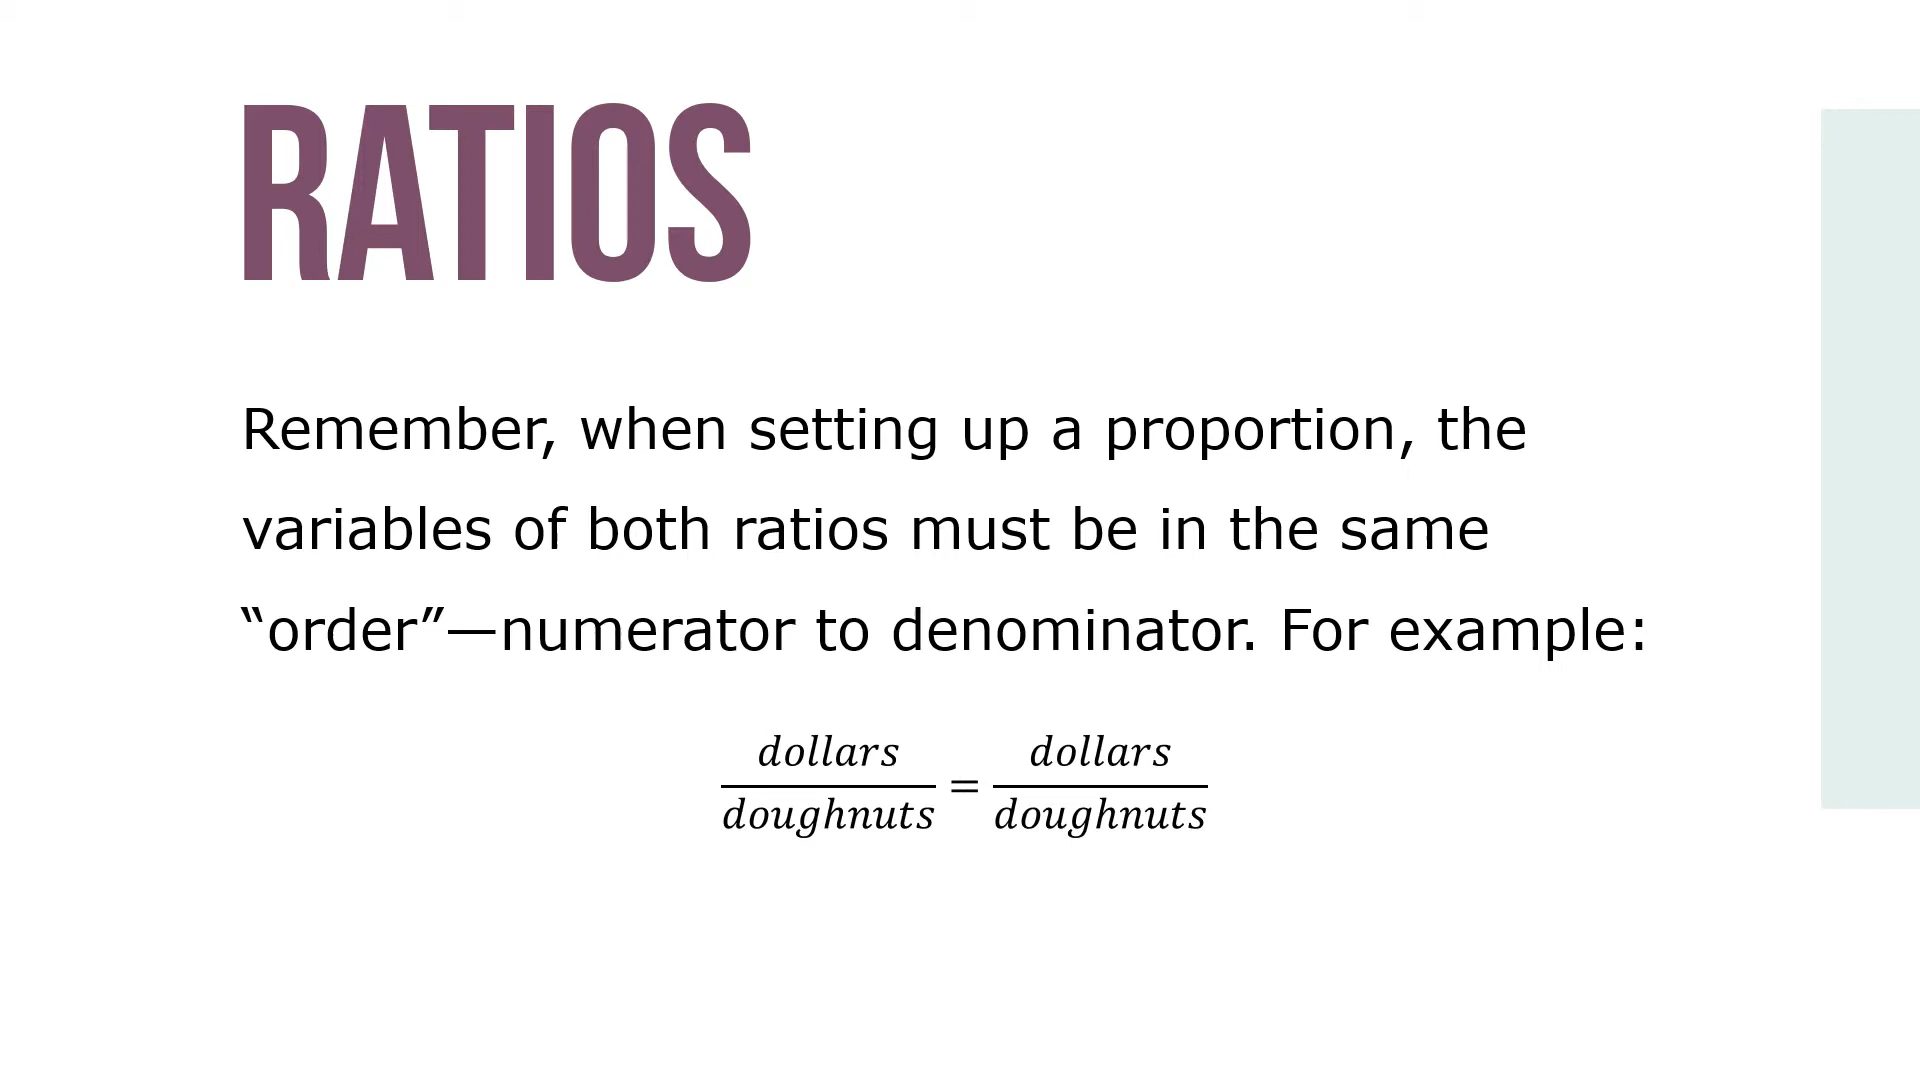 RATIOS
Remember, when setting up a proportion, the
variables of both ratios must be in the same
“order”—numerator to denominator. For example:
dollars/doughnuts = dollars/doughnuts